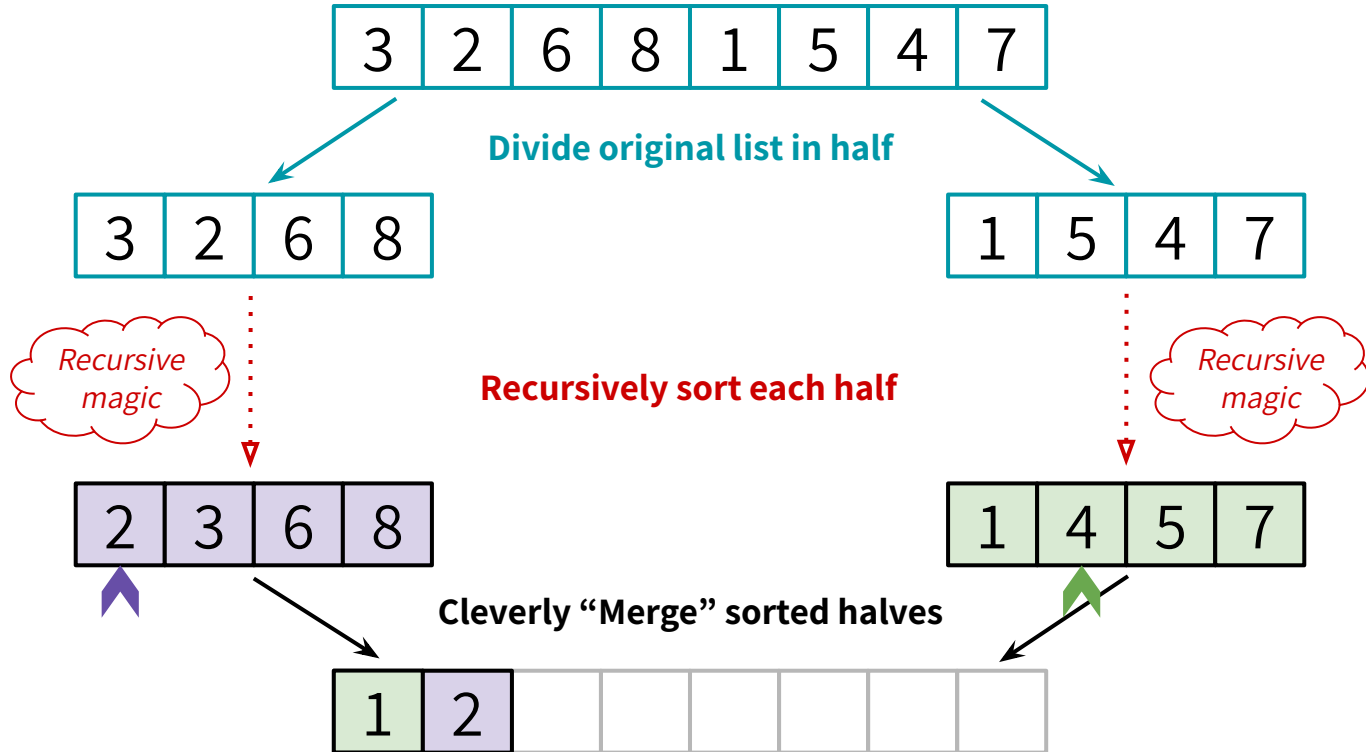 3 2 6 8 1 5 4 7
Divide original list in half
3 2 6 8
1 5 4 7
Recursive
magic
Recursively sort each half
Recursive
magic
2 3 6 8
1 4 5 7
Cleverly “Merge” sorted halves
1 2